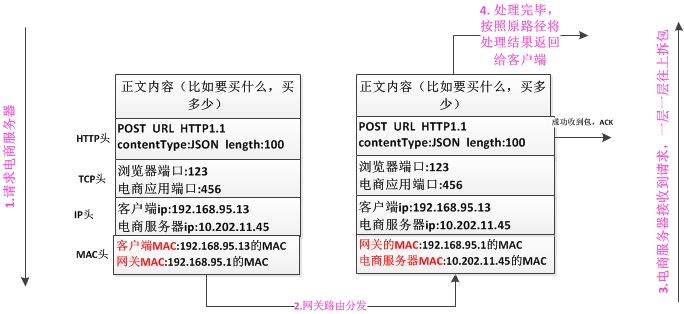 4. 处理完毕，
按照原路径将
处理结果返回
给客户端
1.请求电商服务器
正文内容（比如要买什么，买
多少）
HTTP头
POST URL HTTP1.1
contentType:JSON length:100
TCP头
浏览器端口:123
电商应用端口:456
IP头
客户端ip:192.168.95.13
电商服务器ip:10.202.11.45
MAC头
客户端MAC:192.168.95.13的MAC
网关MAC:192.168.95.1的MAC
2.网关路由分发
正文内容（比如要买什么，买多
少）
POST URL HTTP1.1
contentType:JSON length:100
成功收到包，ACK
浏览器端口:123
电商应用端口:456
客户端ip:192.168.95.13
电商服务器ip:10.202.11.45
网关的MAC:192.168.95.1的MAC
电商服务器MAC:10.202.11.45的MAC
3.电商服务器接收到请求，一层一层往上拆包